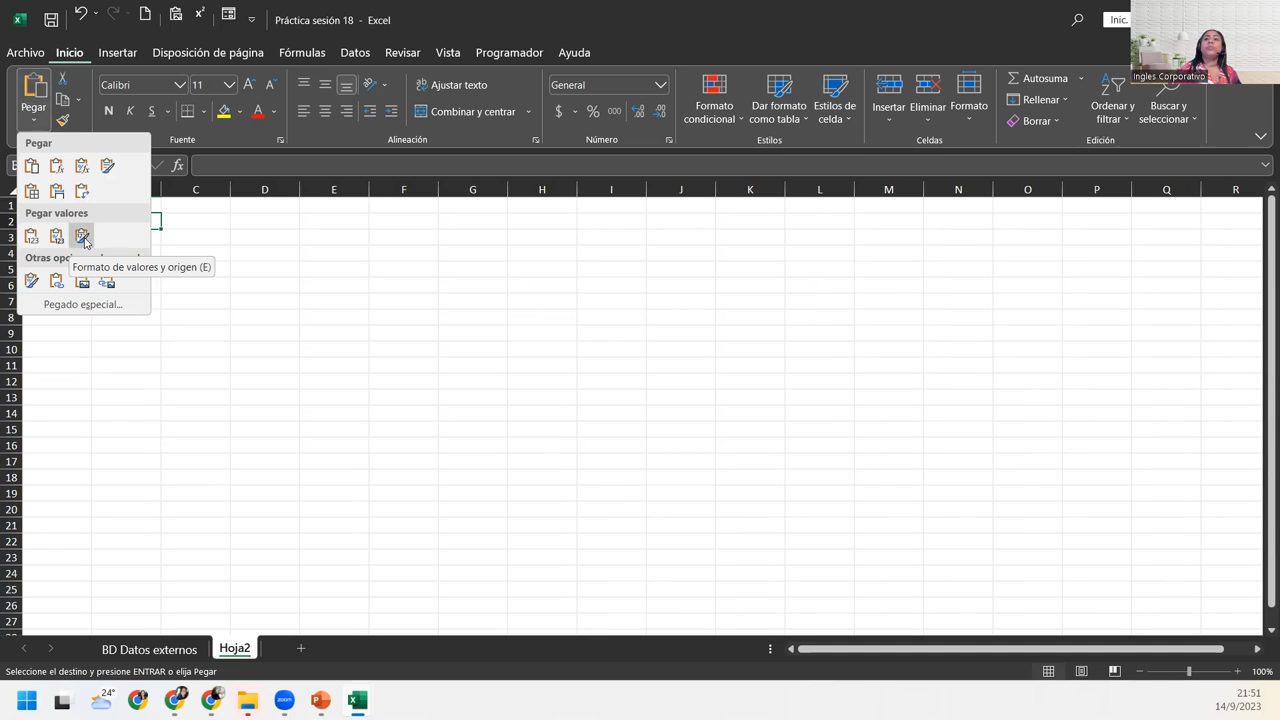 Práctica sesión 18 - Excel
Inic.
Archivo Inicio Insertar Disposición de página Fórmulas Datos Revisar Vista Programador Ayuda
Ingles Corporativo
Pegar
Calibri 11
N K S
Fuente
Ajustar texto
Combinar y centrar
Alineación
General
$ % 000
Número
Formato condicional
Dar formato como tabla
Estilos de celda
Estilos
Insertar
Eliminar
Formato
Celdas
Autosuma
Rellenar
Borrar
Ordenar y filtrar
Buscar y seleccionar
Edición
Pegar
Pegar valores
Formato de valores y origen (E)
Otras opc
Pegado especial...
fx
C D E F G H I J K L M N O P Q R
1
2
3
4
5
6
7
8
9
10
11
12
13
14
15
16
17
18
19
20
21
22
23
24
25
26
27
BD Datos externos Hoja2
Seleccione el destino y presione ENTRAR o elija Pegar
100%
24°
21:51
14/9/2023